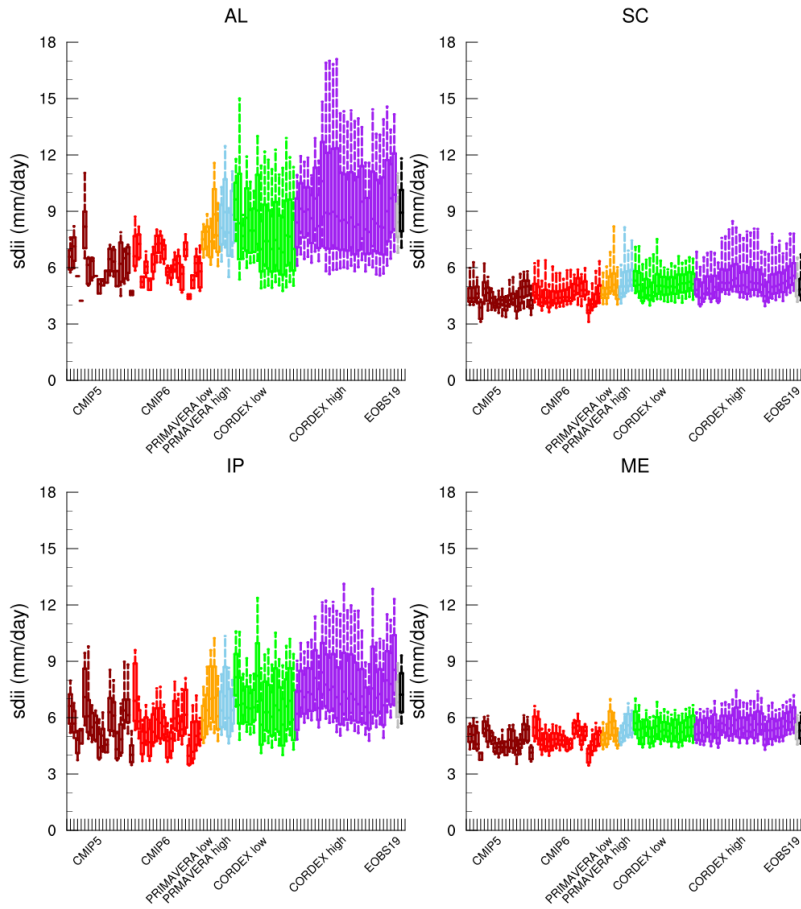 AL
SC
sdii (mm/day)
18
15
12
9
6
3
0
CMIP5
CMIP6
PRIMAVERA low
PRMAVERA high
CORDEX low
CORDEX high
EOBS19
sdii (mm/day)
18
15
12
9
6
3
0
CMIP5
CMIP6
PRIMAVERA low
PRMAVERA high
CORDEX low
CORDEX high
EOBS19
IP
ME
sdii (mm/day)
18
15
12
9
6
3
0
CMIP5
CMIP6
PRIMAVERA low
PRMAVERA high
CORDEX low
CORDEX high
EOBS19
sdii (mm/day)
18
15
12
9
6
3
0
CMIP5
CMIP6
PRIMAVERA low
PRMAVERA high
CORDEX low
CORDEX high
EOBS19